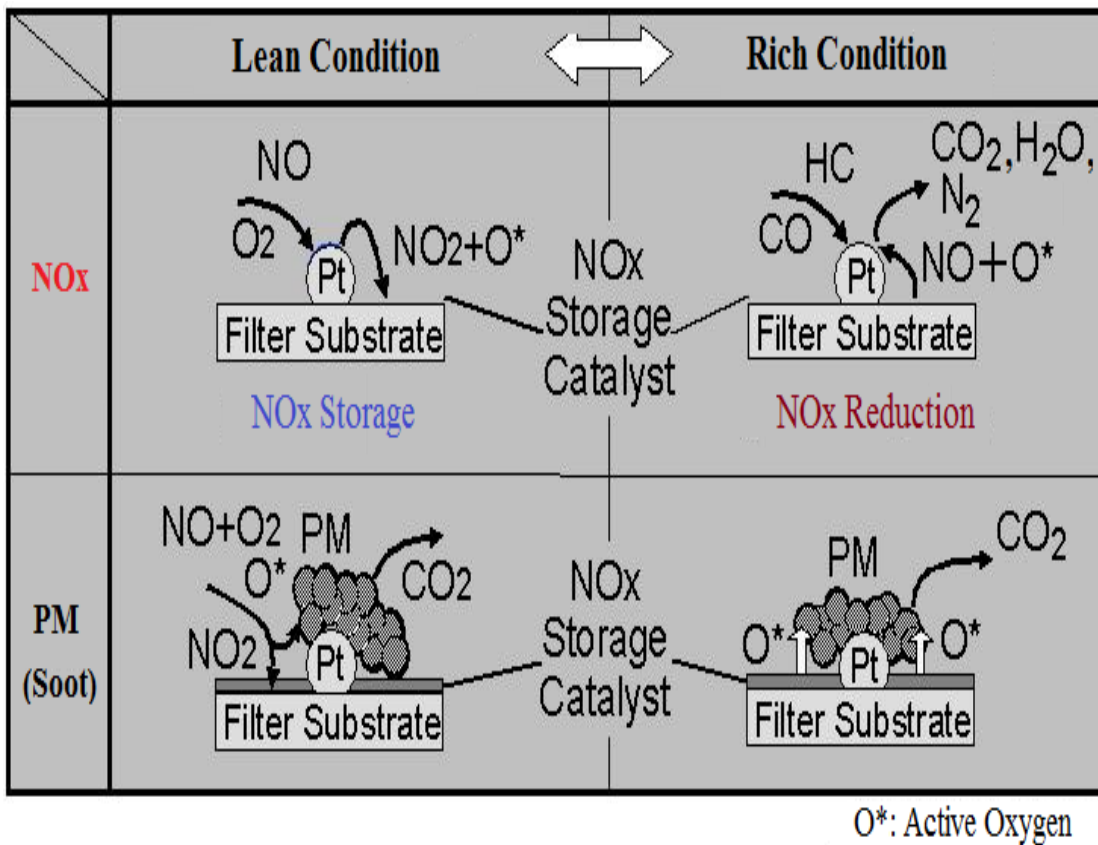 Lean Condition
Rich Condition
NOx
NO
O2
NO2+O*
Pt
Filter Substrate
NOx Storage
NOx
Storage
Catalyst
HC
CO
CO2,H2O,
N2
NO+O*
Pt
Filter Substrate
NOx Reduction
PM
(Soot)
NO+O2
O*
PM
CO2
NO2
Pt
Filter Substrate
NOx
Storage
Catalyst
PM
CO2
O*
O*
Pt
Filter Substrate
O*: Active Oxygen